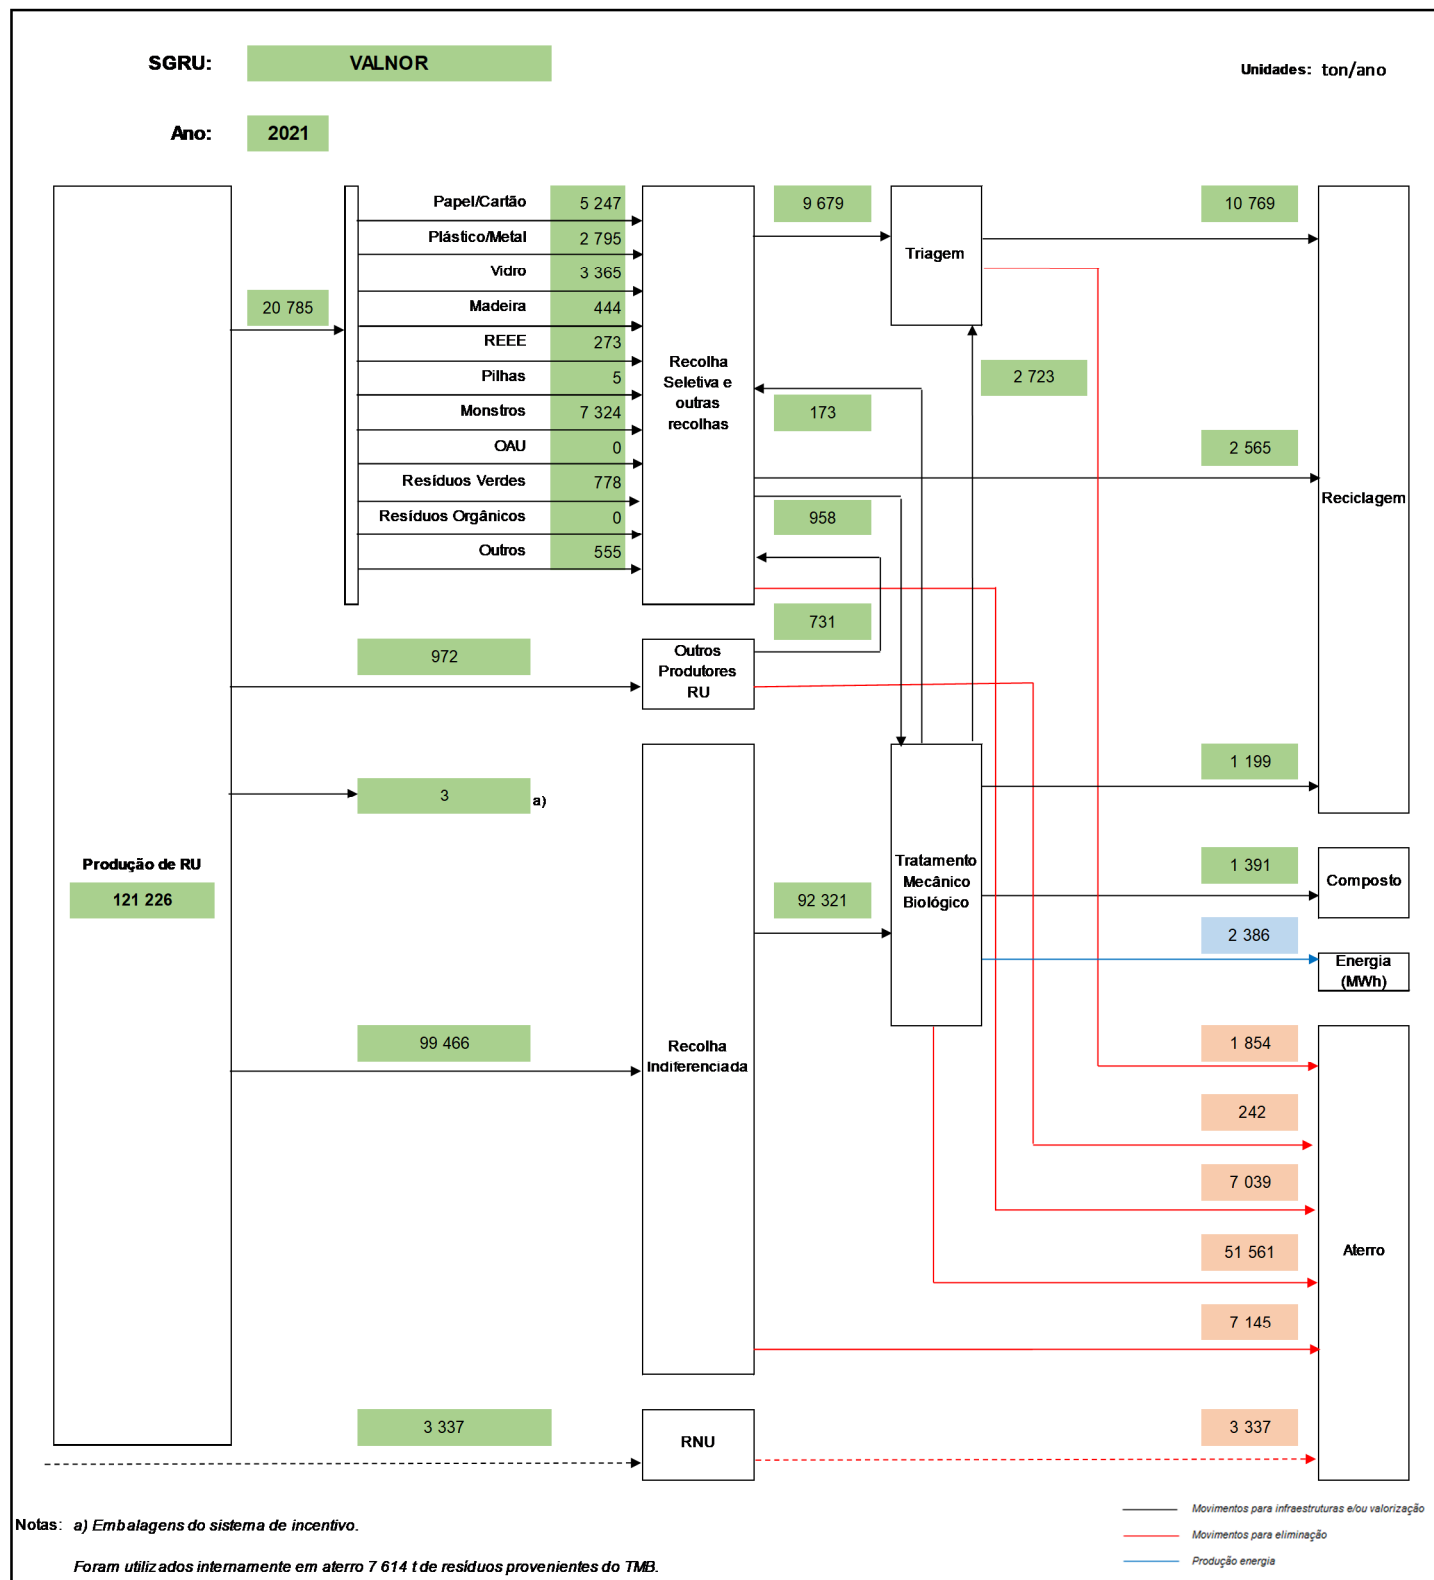 SGRU: VALNOR
Unidades: ton/ano
Ano: 2021
Papel/Cartão 5 247
Plástico/Metal 2 795
Vidro 3 365
Madeira 444
REEE 273
Pilhas 5
Monstros 7 324
OAU 0
Resíduos Verdes 778
Resíduos Orgânicos 0
Outros 555
20 785
Recolha
Seletiva e
outras
recolhas
9 679
Triagem
10 769
2 723
173
2 565
Reciclagem
958
731
972
Outros
Produtores
RU
3 a)
1 199
Produção de RU
121 226
92 321
Tratamento
Mecânico
Biológico
1 391
Composto
2 386
Energia
(MWh)
99 466
Recolha
Indiferenciada
1 854
242
7 039
51 561
Aterro
7 145
3 337
RNU
3 337
Notas: a) Embalagens do sistema de incentivo.
Foram utilizados internamente em aterro 7 614 t de resíduos provenientes do TMB.
Movimentos para infraestruturas e/ou valorização
Movimentos para eliminação
Produção energia